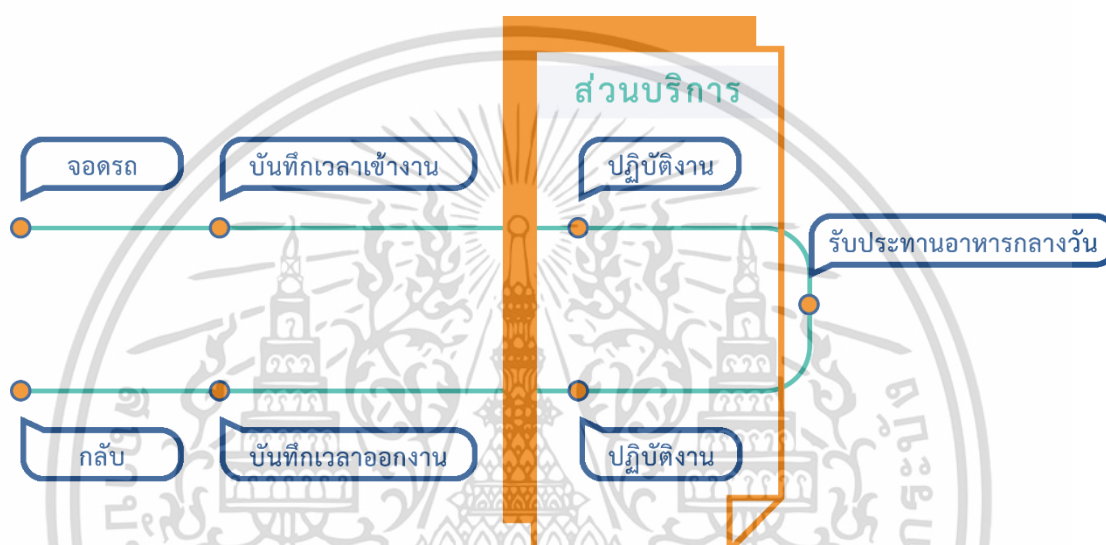 ส่วนบริการ
จอดรถ
บันทึกเวลาเข้างาน
ปฏิบัติงาน
รับประทานอาหารกลางวัน
กลับ
บันทึกเวลาออกงาน
ปฏิบัติงาน